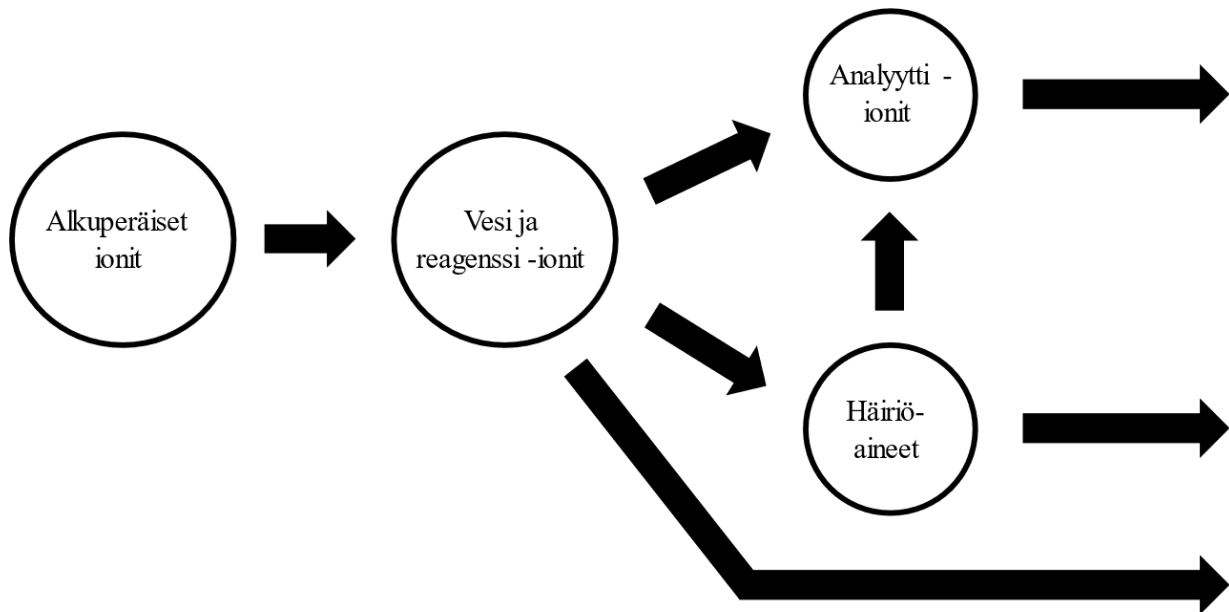 Alkuperäiset
ionit
Vesi ja
reagenssi -ionit
Analyytti -
ionit
Häiriö-
aineet